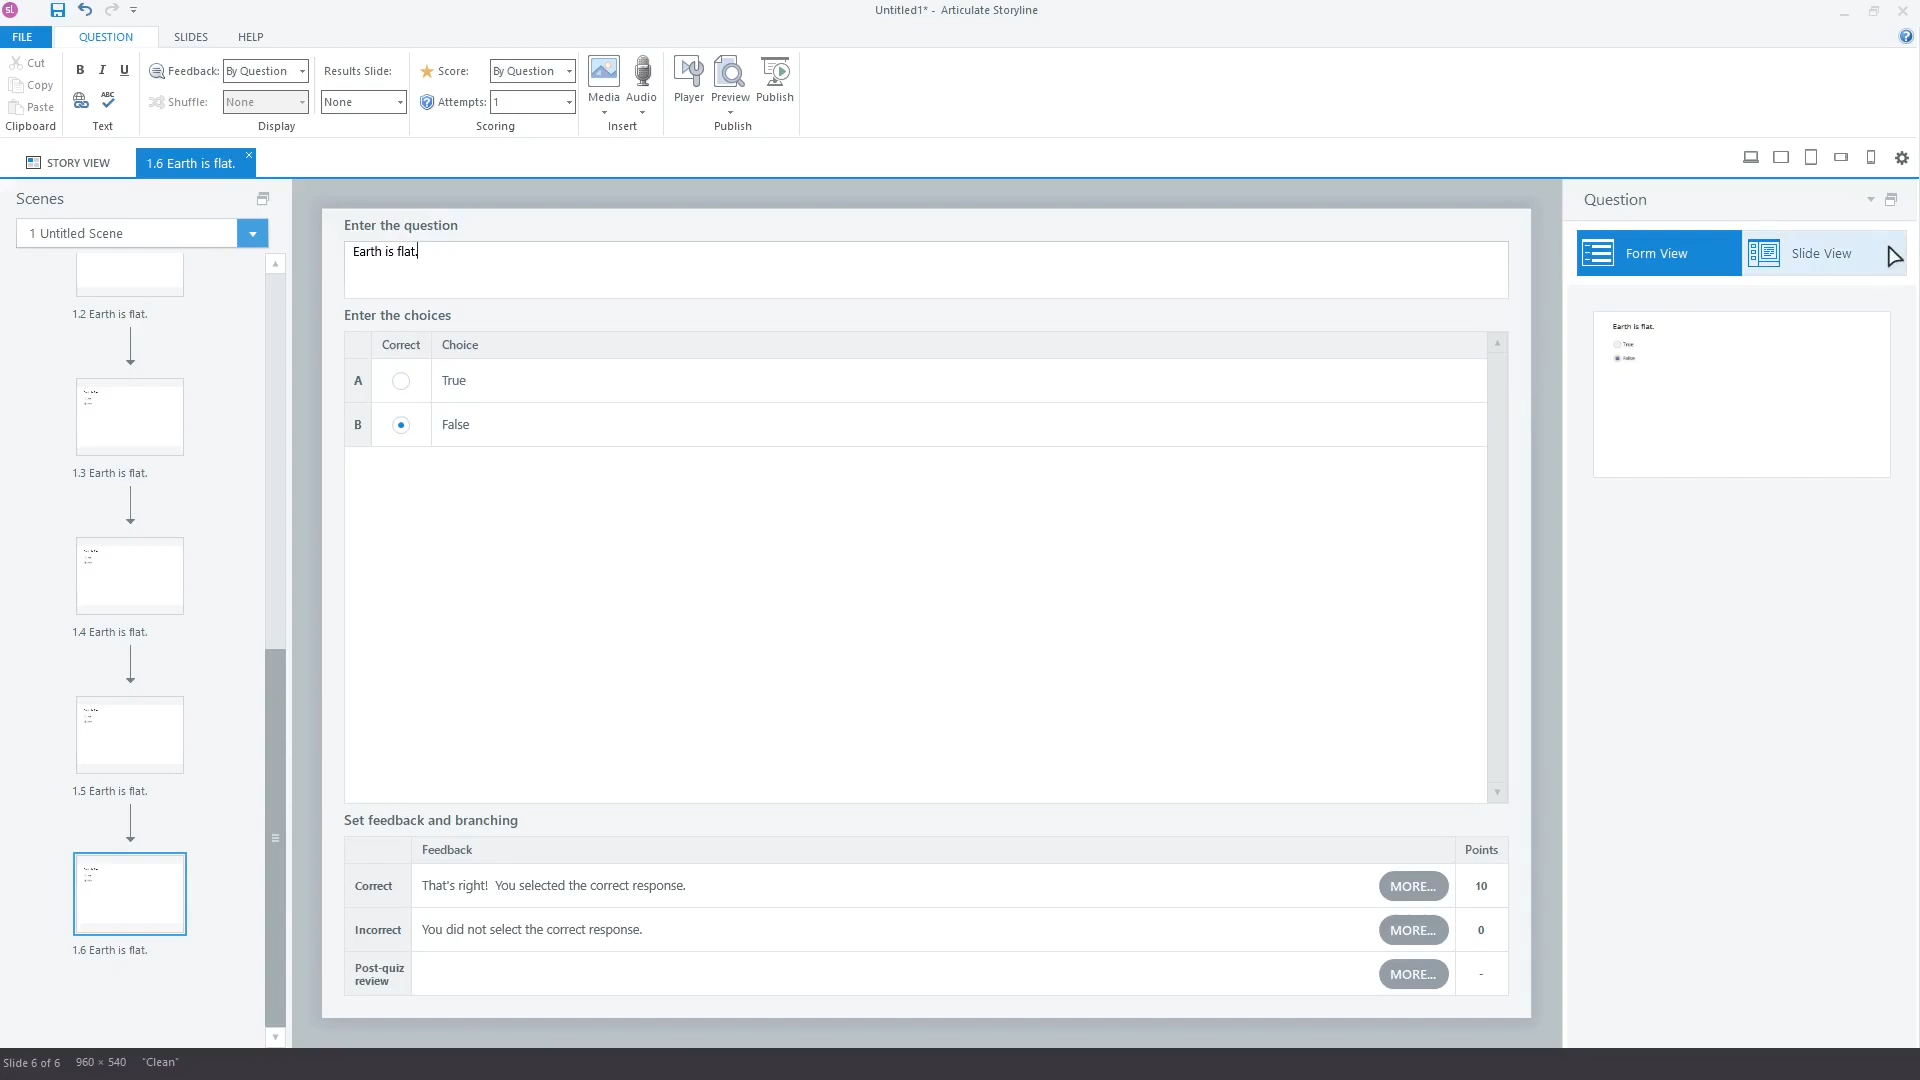 sl
Untitled1* - Articulate Storyline
FILE
QUESTION
SLIDES
HELP
Cut
Copy
Paste
Clipboard
B I U
ABC
Text
Feedback: By Question
Shuffle: None
Results Slide:
None
Display
Score: By Question
Attempts: 1
Scoring
Media
Audio
Insert
Player
Preview
Publish
Publish
STORY VIEW
1.6 Earth is flat.
Scenes
1 Untitled Scene
1.2 Earth is flat.
1.3 Earth is flat.
1.4 Earth is flat.
1.5 Earth is flat.
1.6 Earth is flat.
Enter the question
Earth is flat.
Enter the choices
Correct Choice
A True
B False
Set feedback and branching
Feedback Points
Correct That's right!  You selected the correct response. MORE... 10
Incorrect You did not select the correct response. MORE... 0
Post-quiz
review
MORE... -
Question
Form View
Slide View
Earth is flat.
True
False
Slide 6 of 6 960 × 540 "Clean"